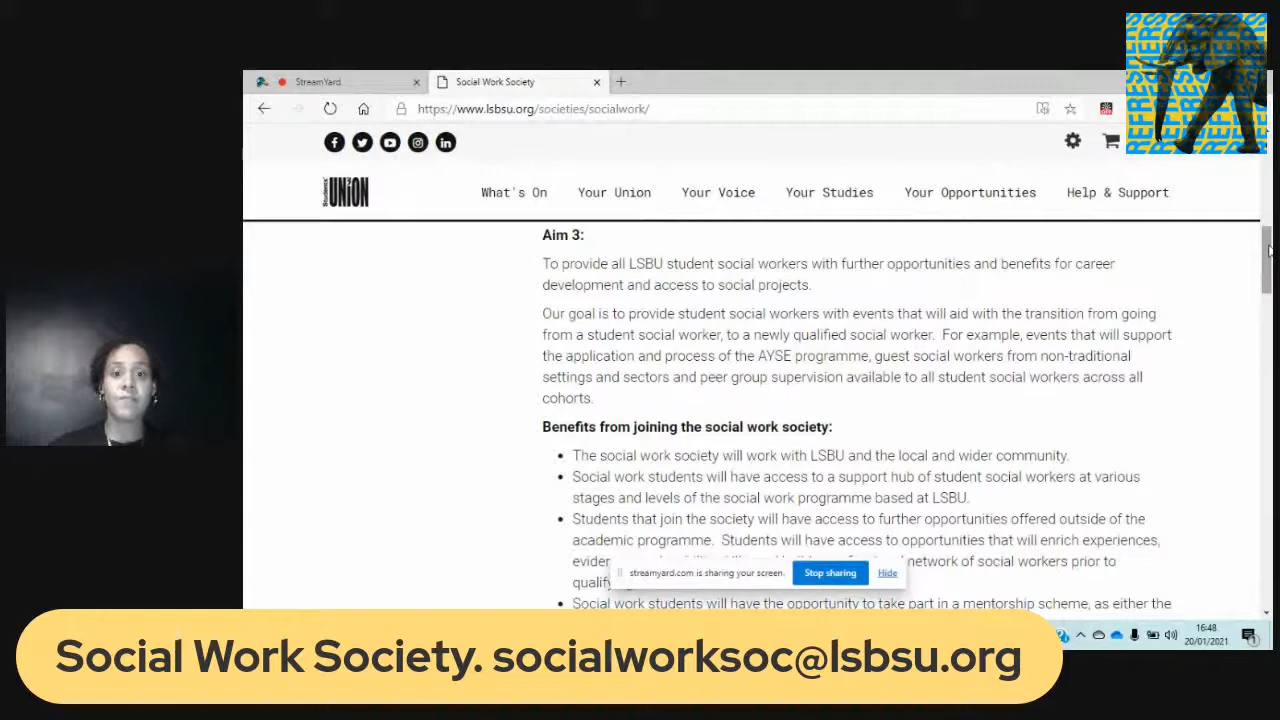 StreamYard
Social Work Society
https://www.lsbsu.org/societies/socialwork/
REFRESHERS
Students' UNION
What's On
Your Union
Your Voice
Your Studies
Your Opportunities
Help & Support
Aim 3:
To provide all LSBU student social workers with further opportunities and benefits for career
development and access to social projects.
Our goal is to provide student social workers with events that will aid with the transition from going
from a student social worker, to a newly qualified social worker. For example, events that will support
the application and process of the AYSE programme, guest social workers from non-traditional
settings and sectors and peer group supervision available to all student social workers across all
cohorts.
Benefits from joining the social work society:
The social work society will work with LSBU and the local and wider community.
Social work students will have access to a support hub of student social workers at various
stages and levels of the social work programme based at LSBU.
Students that join the society will have access to further opportunities offered outside of the
academic programme. Students will have access to opportunities that will enrich experiences,
network of social workers prior to
streamyard.com is sharing your screen.
Stop sharing
Hide
Social work students will have the opportunity to take part in a mentorship scheme, as either the
16:48
20/01/2021
Social Work Society. socialworksoc@lsbsu.org